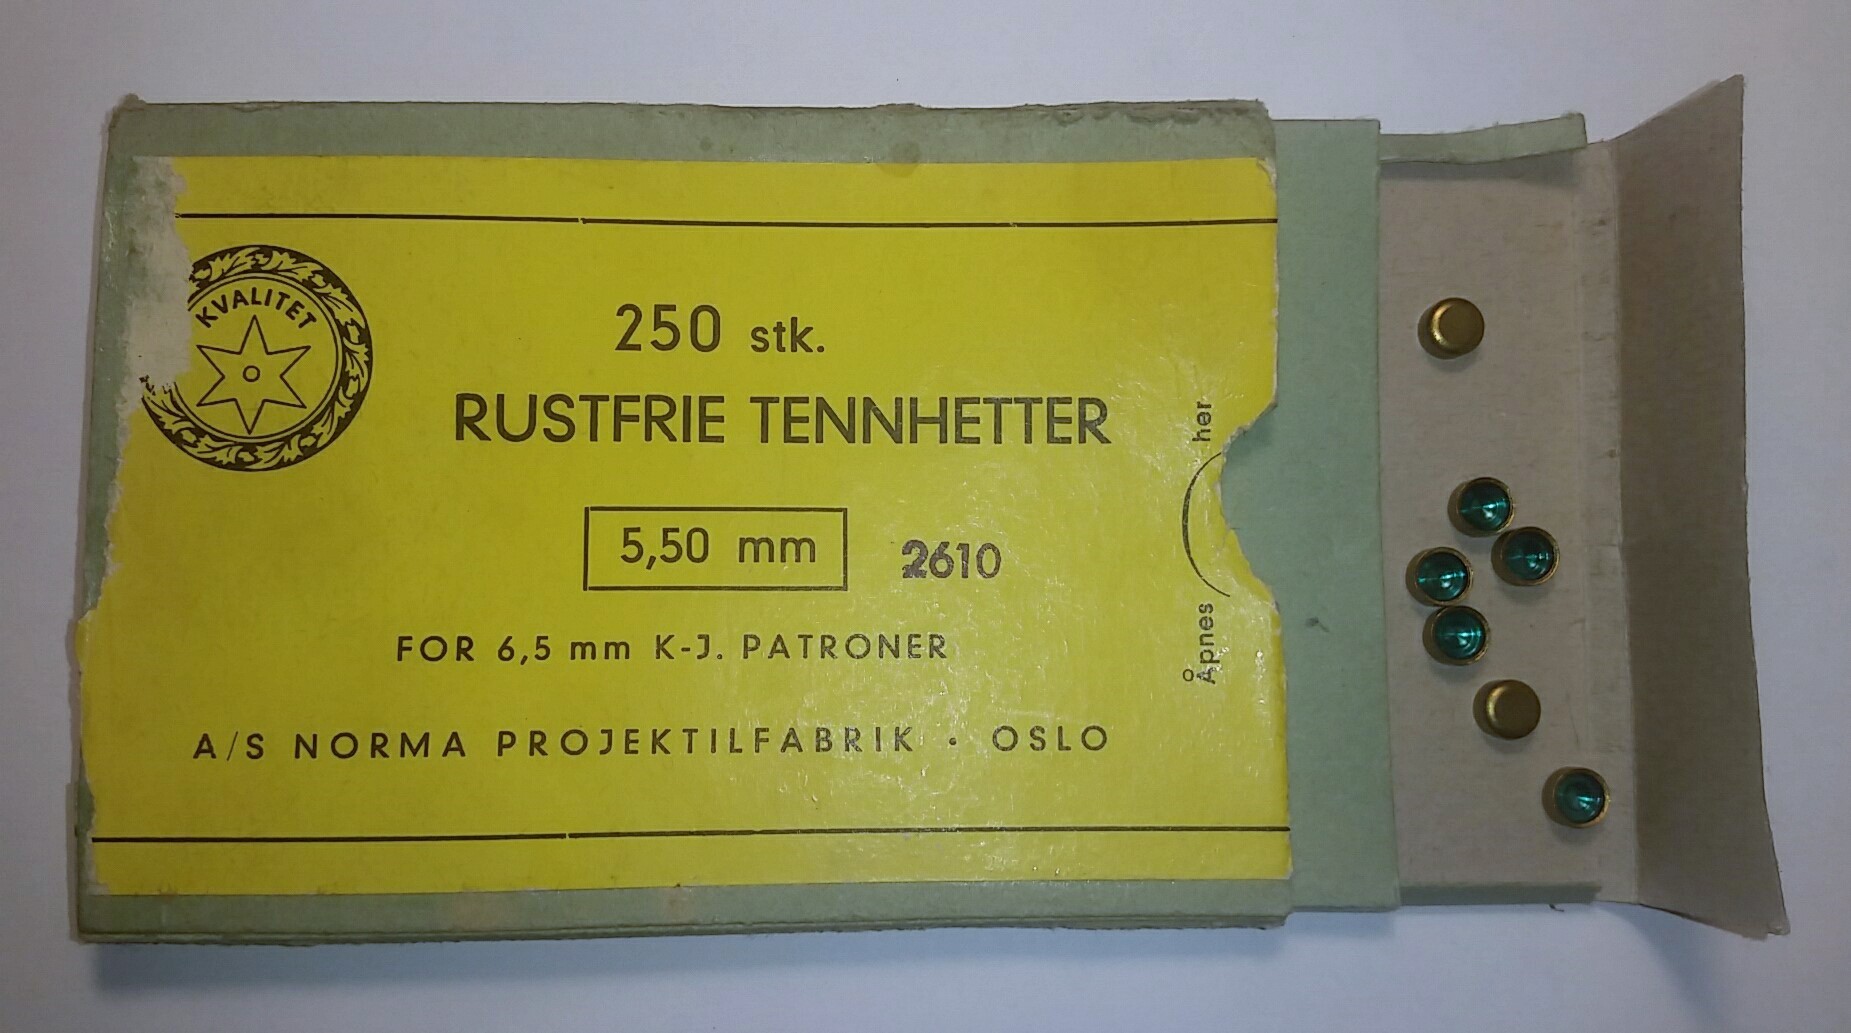 KVALITET
250 stk.
RUSTFRIE TENNHETTER
5,50 mm 2610
FOR 6,5 mm K-J. PATRONER
A/S NORMA PROJEKTILFABRIK · OSLO
Åpnes her